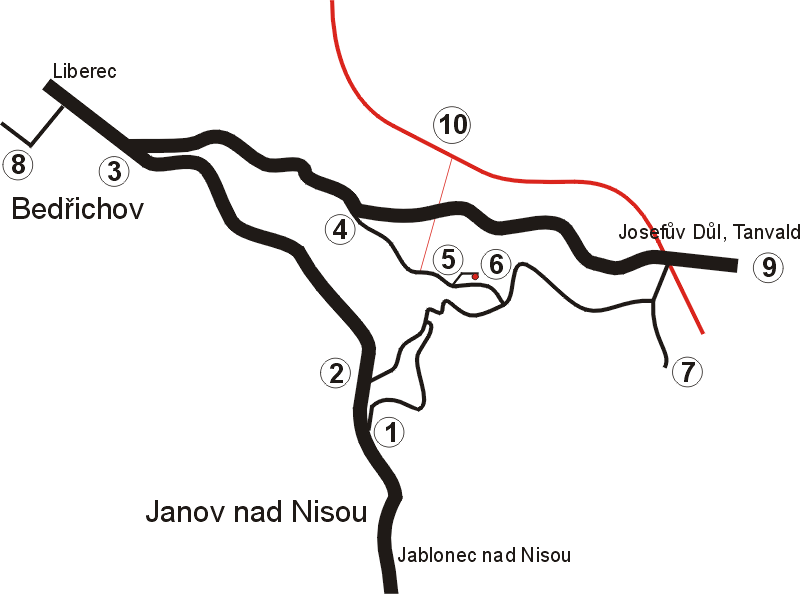 Liberec
10
8
3
Bedřichov
4
Josefův Důl, Tanvald
5
6
9
2
7
1
Janov nad Nisou
Jablonec nad Nisou